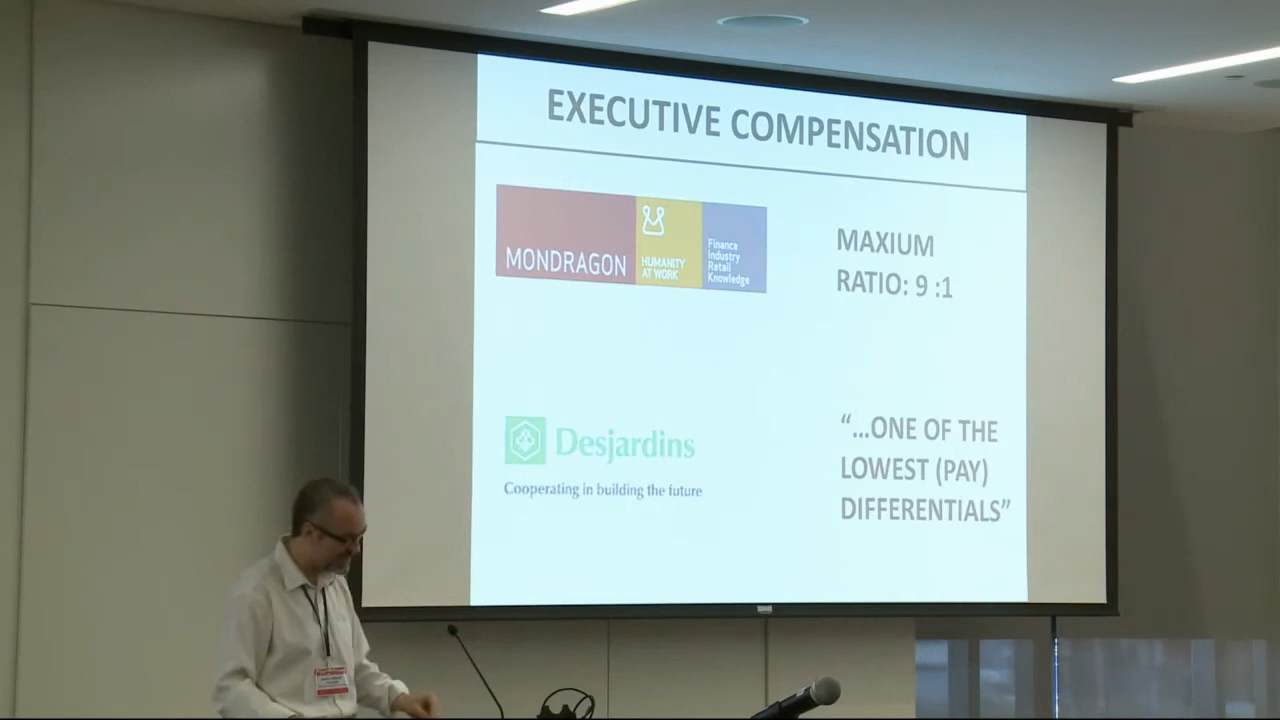 EXECUTIVE COMPENSATION
MONDRAGON
HUMANITY
AT WORK
Finance
Industry
Retail
Knowledge
MAXIUM
RATIO: 9 :1
Desjardins
Cooperating in building the future
“...ONE OF THE
LOWEST (PAY)
DIFFERENTIALS”